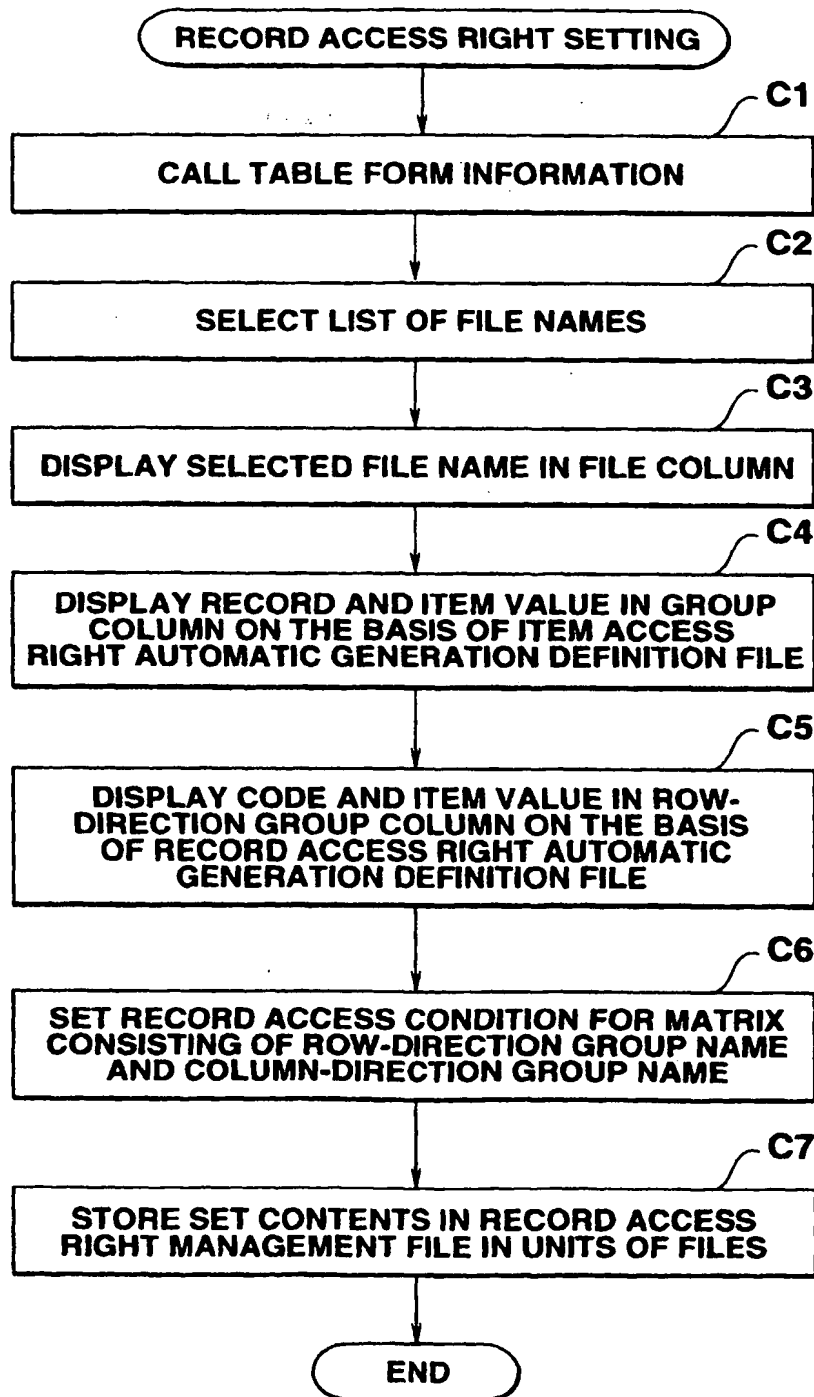 RECORD ACCESS RIGHT SETTING
C1
CALL TABLE FORM INFORMATION
C2
SELECT LIST OF FILE NAMES
C3
DISPLAY SELECTED FILE NAME IN FILE COLUMN
C4
DISPLAY RECORD AND ITEM VALUE IN GROUP
COLUMN ON THE BASIS OF ITEM ACCESS
RIGHT AUTOMATIC GENERATION DEFINITION FILE
C5
DISPLAY CODE AND ITEM VALUE IN ROW-
DIRECTION GROUP COLUMN ON THE BASIS
OF RECORD ACCESS RIGHT AUTOMATIC
GENERATION DEFINITION FILE
C6
SET RECORD ACCESS CONDITION FOR MATRIX
CONSISTING OF ROW-DIRECTION GROUP NAME
AND COLUMN-DIRECTION GROUP NAME
C7
STORE SET CONTENTS IN RECORD ACCESS
RIGHT MANAGEMENT FILE IN UNITS OF FILES
END